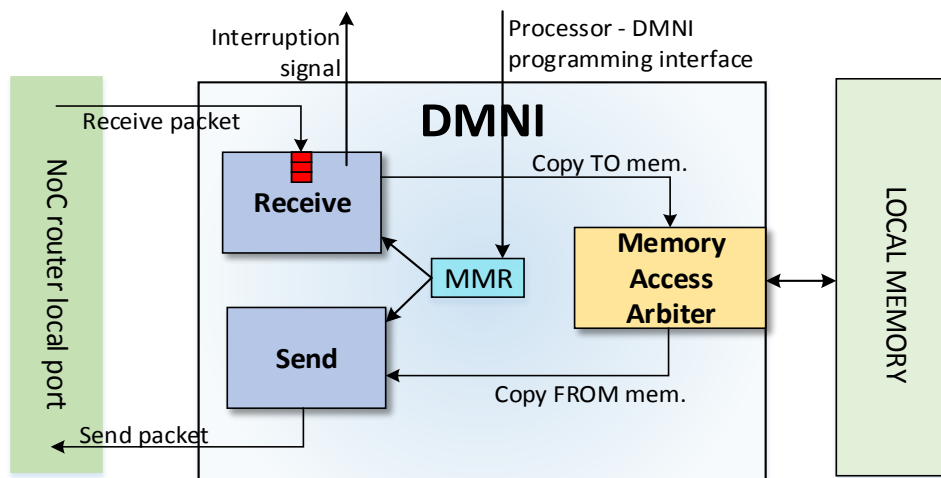 Interruption
signal
Processor - DMNI
programming interface
Receive packet
DMNI
NoC router local port
Receive
Copy TO mem.
Memory
Access
Arbiter
LOCAL MEMORY
MMR
Send
Copy FROM mem.
Send packet